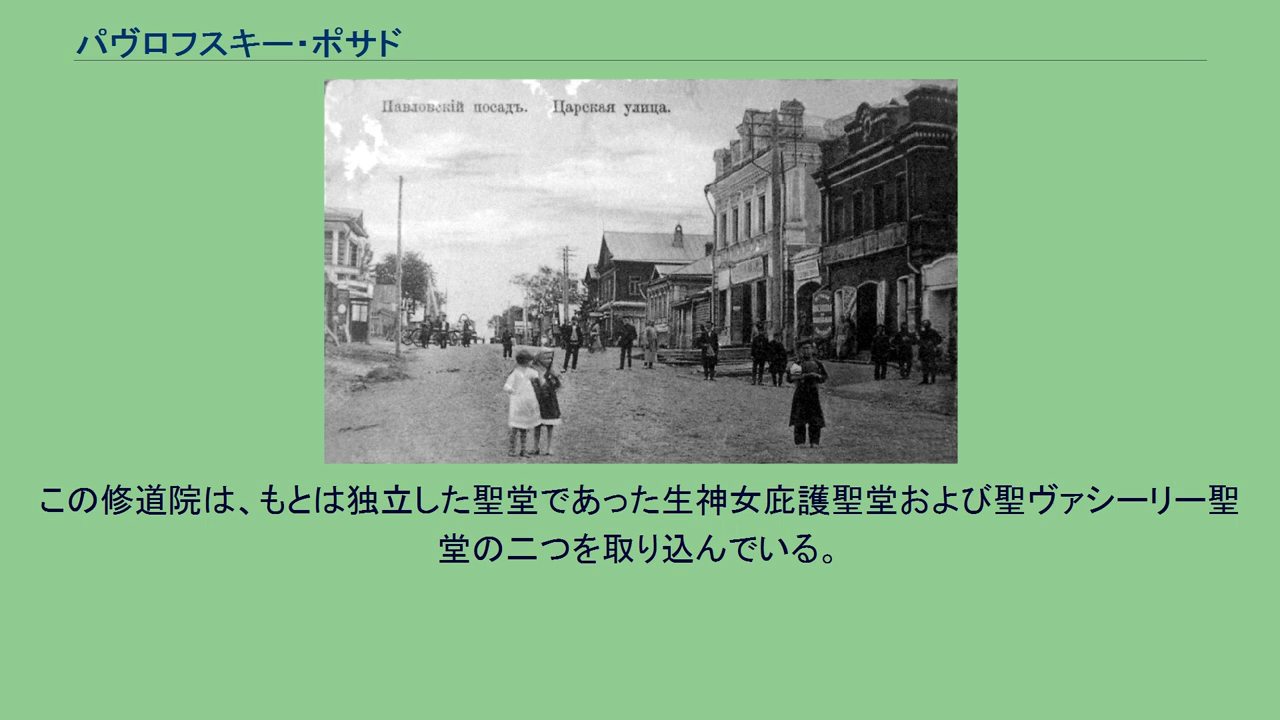 パヴロフスキー・ポサド
Павловскій посадъ. Царская улица.
この修道院は、もとは独立した聖堂であった生神女庇護聖堂および聖ヴァシーリー聖
堂の二つを取り込んでいる。